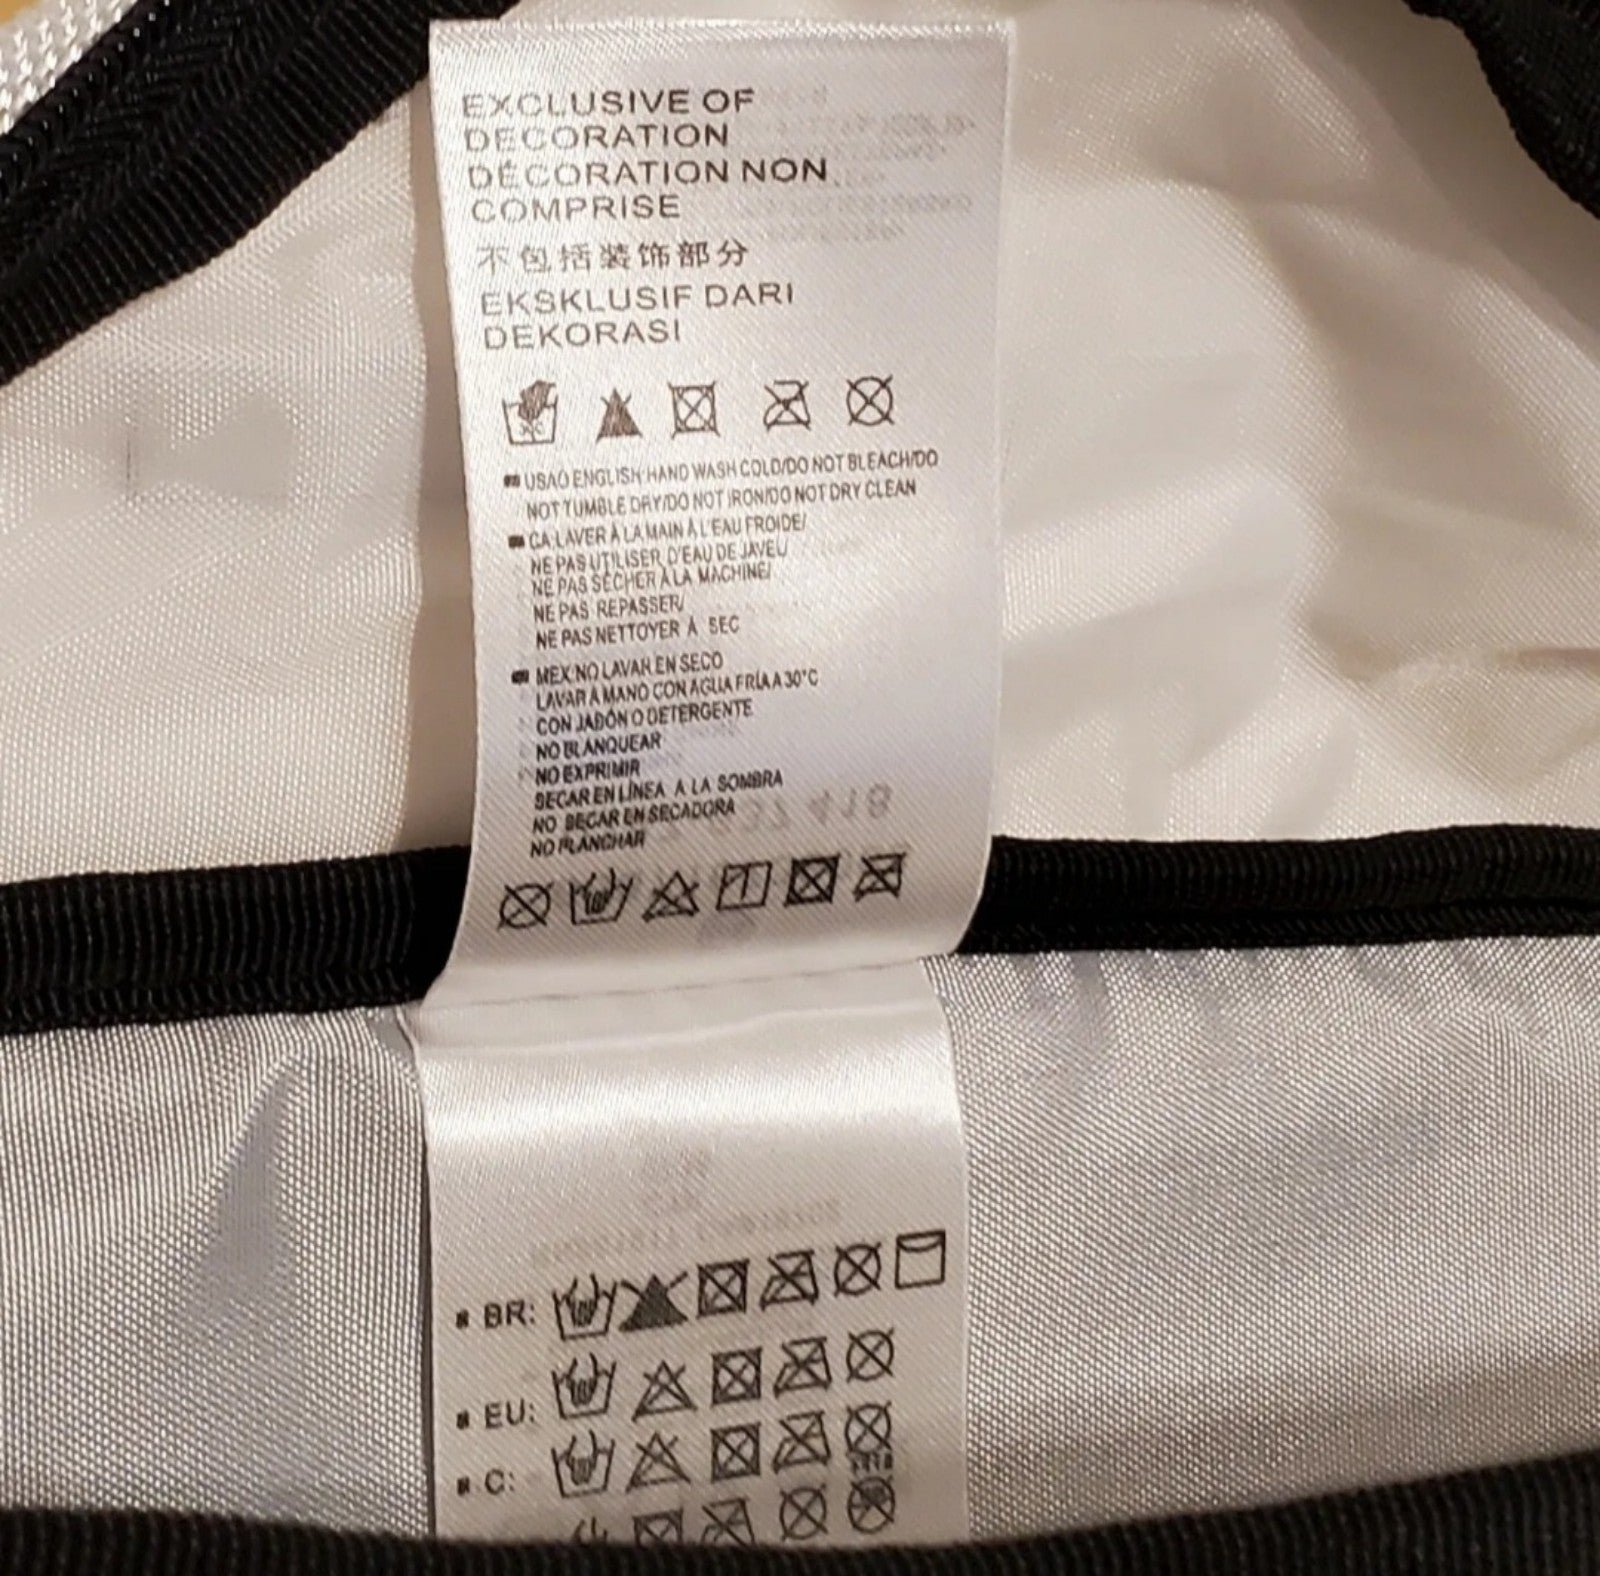 EXCLUSIVE OF
DECORATION
DÉCORATION NON
COMPRISE
不包括装饰部分
EKSKLUSIF DARI
DEKORASI
USAO ENGLISH:HAND WASH COLD/DO NOT BLEACH/DO
NOT TUMBLE DRY/DO NOT IRON/DO NOT DRY CLEAN
CA:LAVER À LA MAIN À L'EAU FROIDE/
NE PAS UTILISER D'EAU DE JAVEL/
NE PAS SÉCHER À LA MACHINE/
NE PAS REPASSER/
NE PAS NETTOYER À SEC
MEX:NO LAVAR EN SECO
LAVAR A MANO CON AGUA FRÍA A 30°C
CON JABÓN O DETERGENTE
NO BLANQUEAR
NO EXPRIMIR
SECAR EN LÍNEA A LA SOMBRA
NO SECAR EN SECADORA
NO PLANCHAR
BR:
EU:
C: